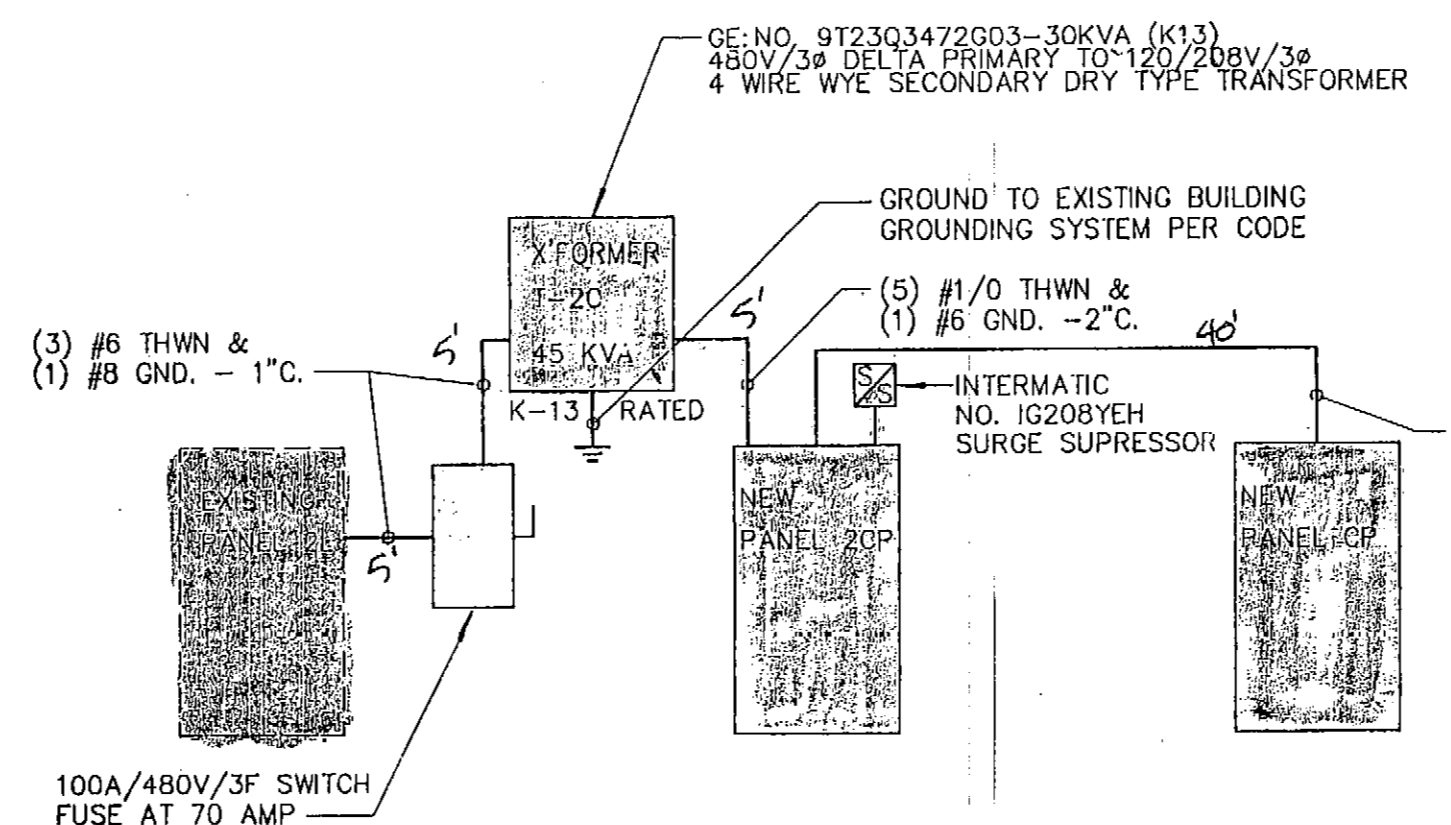 GE: NO. 9T23Q3472G03-30KVA (K13)
480V/3ø DELTA PRIMARY TO 120/208V/3ø
4 WIRE WYE SECONDARY DRY TYPE TRANSFORMER
GROUND TO EXISTING BUILDING
GROUNDING SYSTEM PER CODE
X'FORMER
T-2C
45 KVA
K-13 RATED
(5) #1/0 THWN &
(1) #6 GND. -2"C.
(3) #6 THWN &
(1) #8 GND. - 1"C.
5'
5'
40'
S/S
INTERMATIC
NO. IG208YEH
SURGE SUPRESSOR
EXISTING
PANEL
5'
NEW
PANEL 2CP
NEW
PANEL
100A/480V/3F SWITCH
FUSE AT 70 AMP